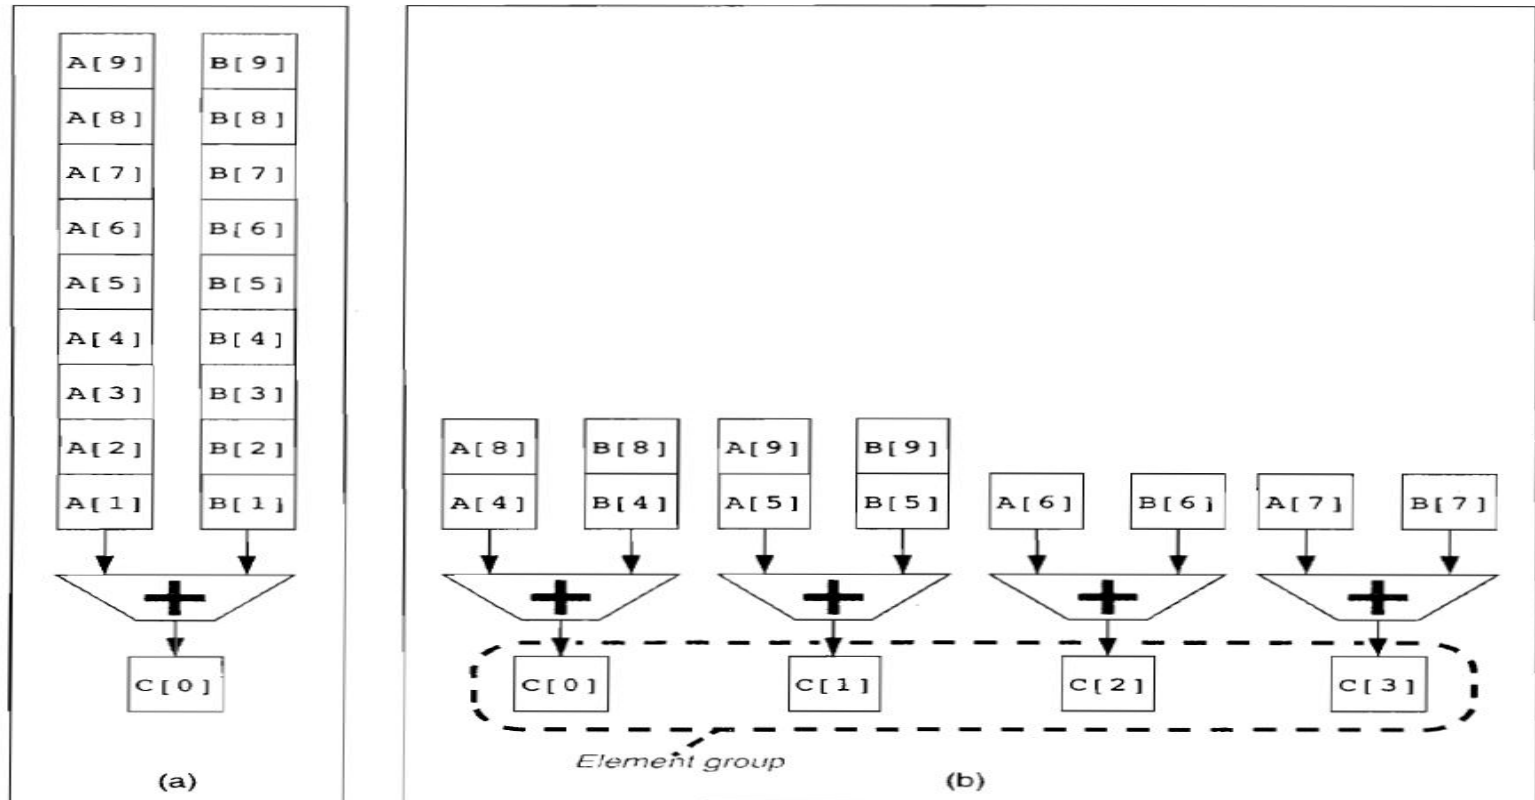 A[9] B[9]
A[8] B[8]
A[7] B[7]
A[6] B[6]
A[5] B[5]
A[4] B[4]
A[3] B[3]
A[2] B[2]
A[1] B[1]
+
C[0]
(a)
A[8] B[8] A[9] B[9]
A[4] B[4] A[5] B[5] A[6] B[6] A[7] B[7]
+ + + +
C[0] C[1] C[2] C[3]
Element group
(b)